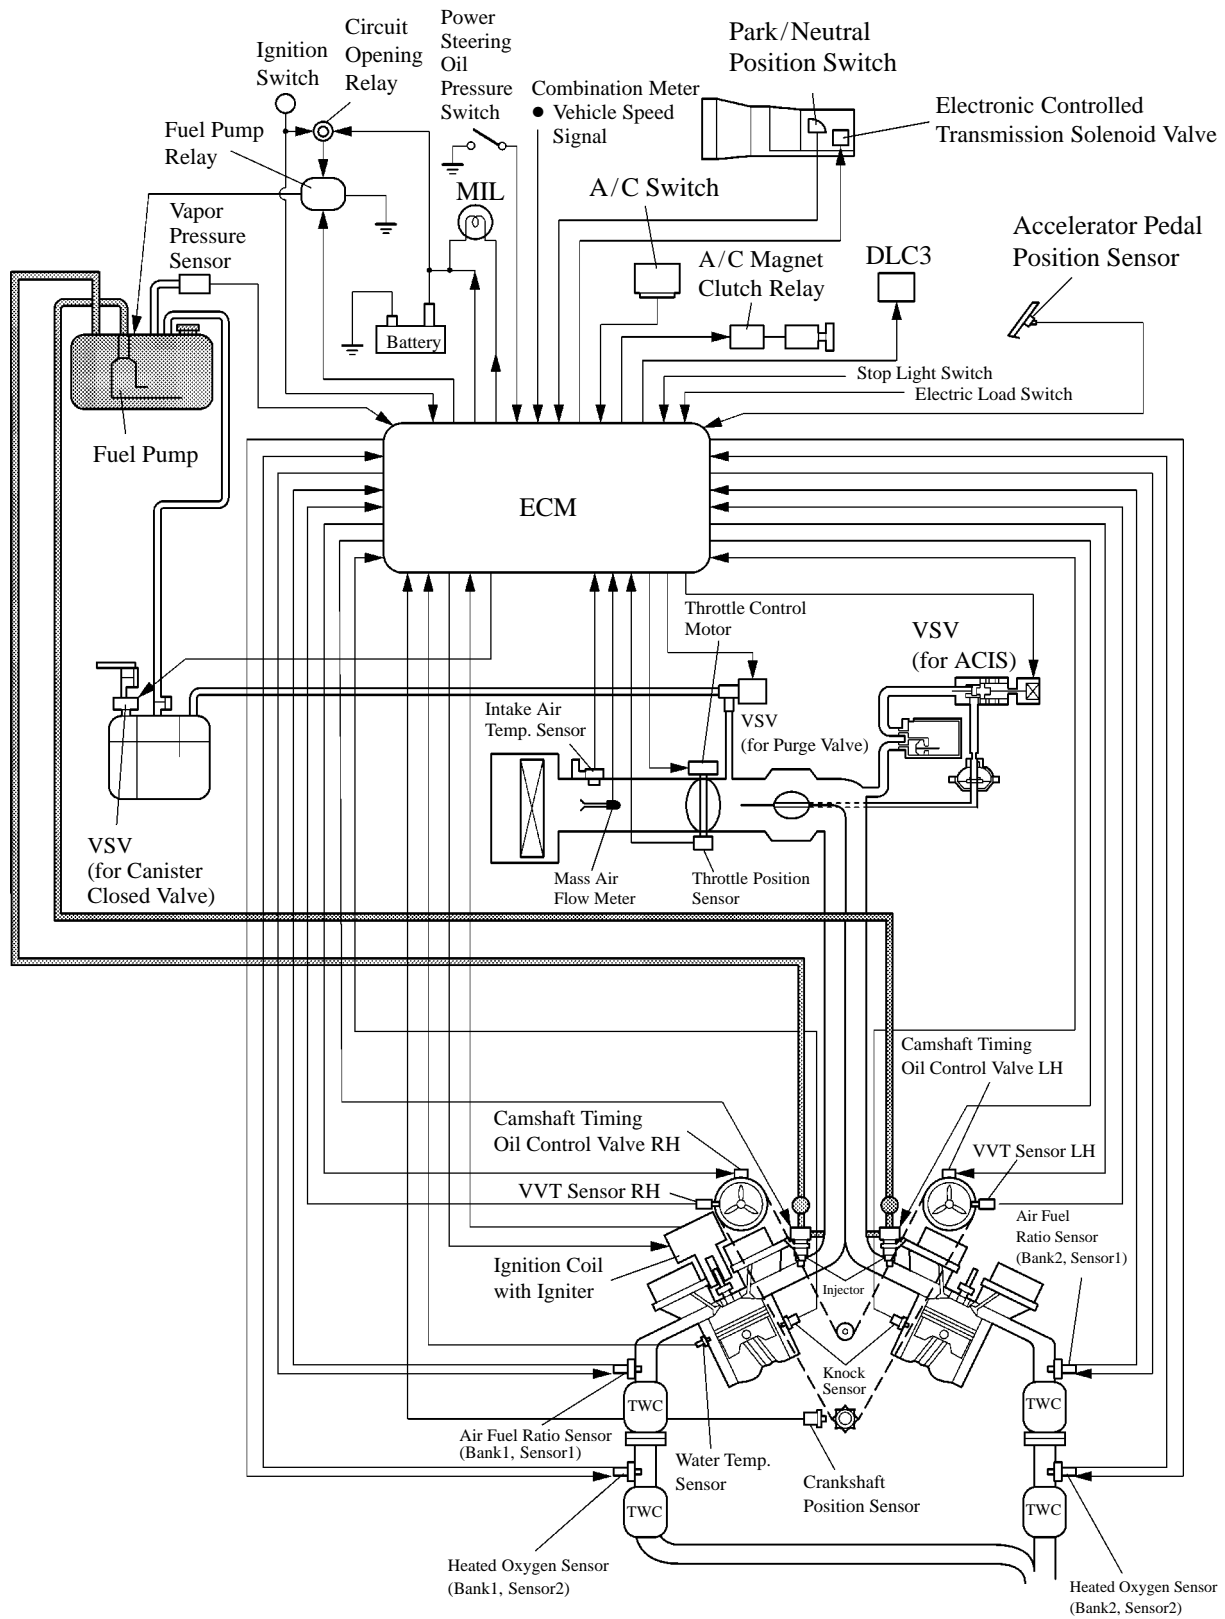 Ignition
Switch
Circuit
Opening
Relay
Power
Steering
Oil
Pressure
Switch
Combination Meter
● Vehicle Speed
Signal
Park/Neutral
Position Switch
Electronic Controlled
Transmission Solenoid Valve
Fuel Pump
Relay
MIL
A/C Switch
Vapor
Pressure
Sensor
A/C Magnet
Clutch Relay
DLC3
Accelerator Pedal
Position Sensor
Battery
Stop Light Switch
Electric Load Switch
Fuel Pump
ECM
Throttle Control
Motor
VSV
(for ACIS)
Intake Air
Temp. Sensor
VSV
(for Purge Valve)
VSV
(for Canister
Closed Valve)
Mass Air
Flow Meter
Throttle Position
Sensor
Camshaft Timing
Oil Control Valve LH
Camshaft Timing
Oil Control Valve RH
VVT Sensor LH
VVT Sensor RH
Air Fuel
Ratio Sensor
(Bank2, Sensor1)
Ignition Coil
with Igniter
Injector
Knock
Sensor
TWC
TWC
Air Fuel Ratio Sensor
(Bank1, Sensor1)
Water Temp.
Sensor
Crankshaft
Position Sensor
TWC
TWC
Heated Oxygen Sensor
(Bank1, Sensor2)
Heated Oxygen Sensor
(Bank2, Sensor2)